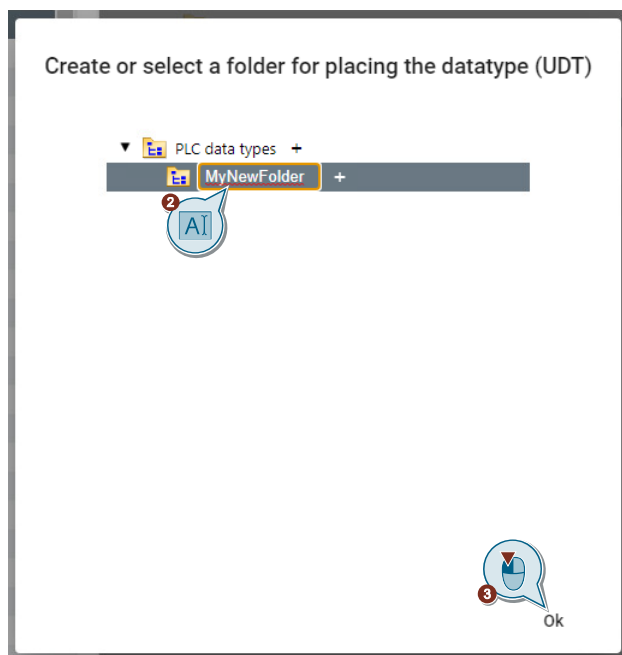 Create or select a folder for placing the datatype (UDT)
PLC data types +
MyNewFolder +
2
AI
3
Ok